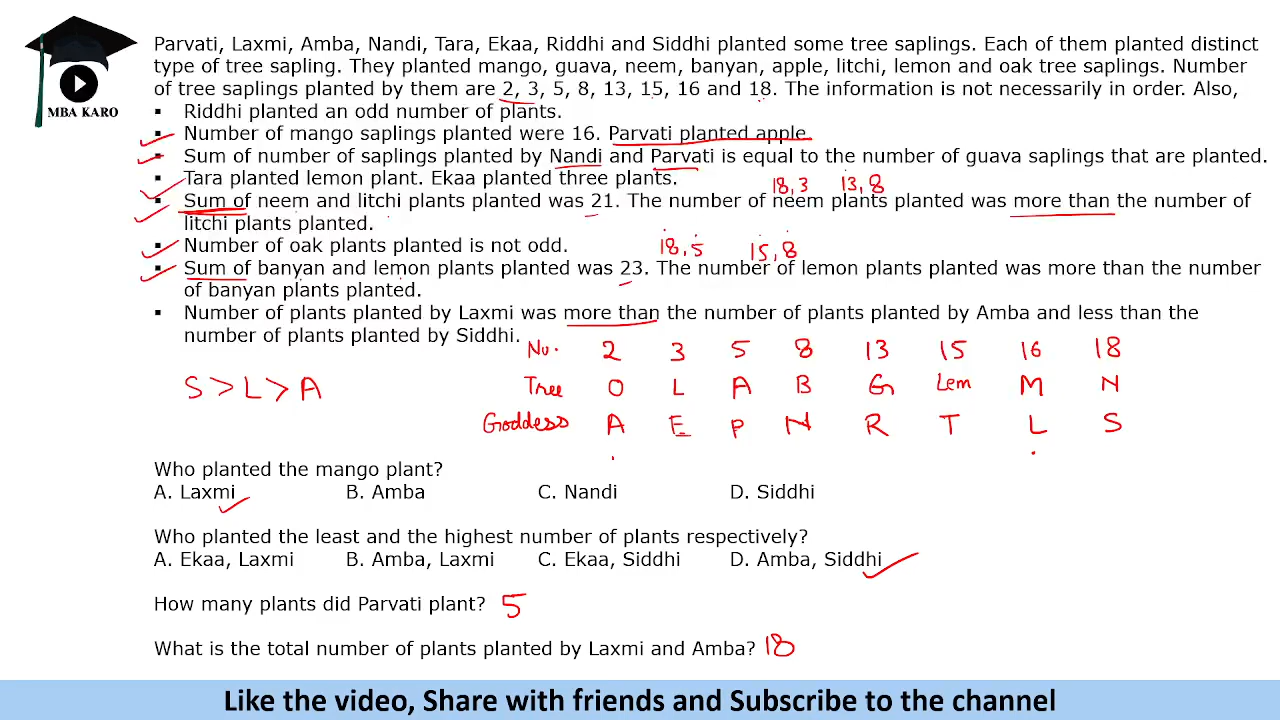 MBA KARO
Parvati, Laxmi, Amba, Nandi, Tara, Ekaa, Riddhi and Siddhi planted some tree saplings. Each of them planted distinct
type of tree sapling. They planted mango, guava, neem, banyan, apple, litchi, lemon and oak tree saplings. Number
of tree saplings planted by them are 2, 3, 5, 8, 13, 15, 16 and 18. The information is not necessarily in order. Also,
▪ Riddhi planted an odd number of plants.
▪ Number of mango saplings planted were 16. Parvati planted apple.
▪ Sum of number of saplings planted by Nandi and Parvati is equal to the number of guava saplings that are planted.
▪ Tara planted lemon plant. Ekaa planted three plants.
18,3 13,8
▪ Sum of neem and litchi plants planted was 21. The number of neem plants planted was more than the number of
litchi plants planted.
▪ Number of oak plants planted is not odd.
18,5 15,8
▪ Sum of banyan and lemon plants planted was 23. The number of lemon plants planted was more than the number
of banyan plants planted.
▪ Number of plants planted by Laxmi was more than the number of plants planted by Amba and less than the
number of plants planted by Siddhi.
No. 2 3 5 8 13 15 16 18
S > L > A
Tree O L A B G Lem M N
Goddess A E P N R T L S
Who planted the mango plant?
A. Laxmi B. Amba C. Nandi D. Siddhi
Who planted the least and the highest number of plants respectively?
A. Ekaa, Laxmi B. Amba, Laxmi C. Ekaa, Siddhi D. Amba, Siddhi
How many plants did Parvati plant? 5
What is the total number of plants planted by Laxmi and Amba? 18
Like the video, Share with friends and Subscribe to the channel